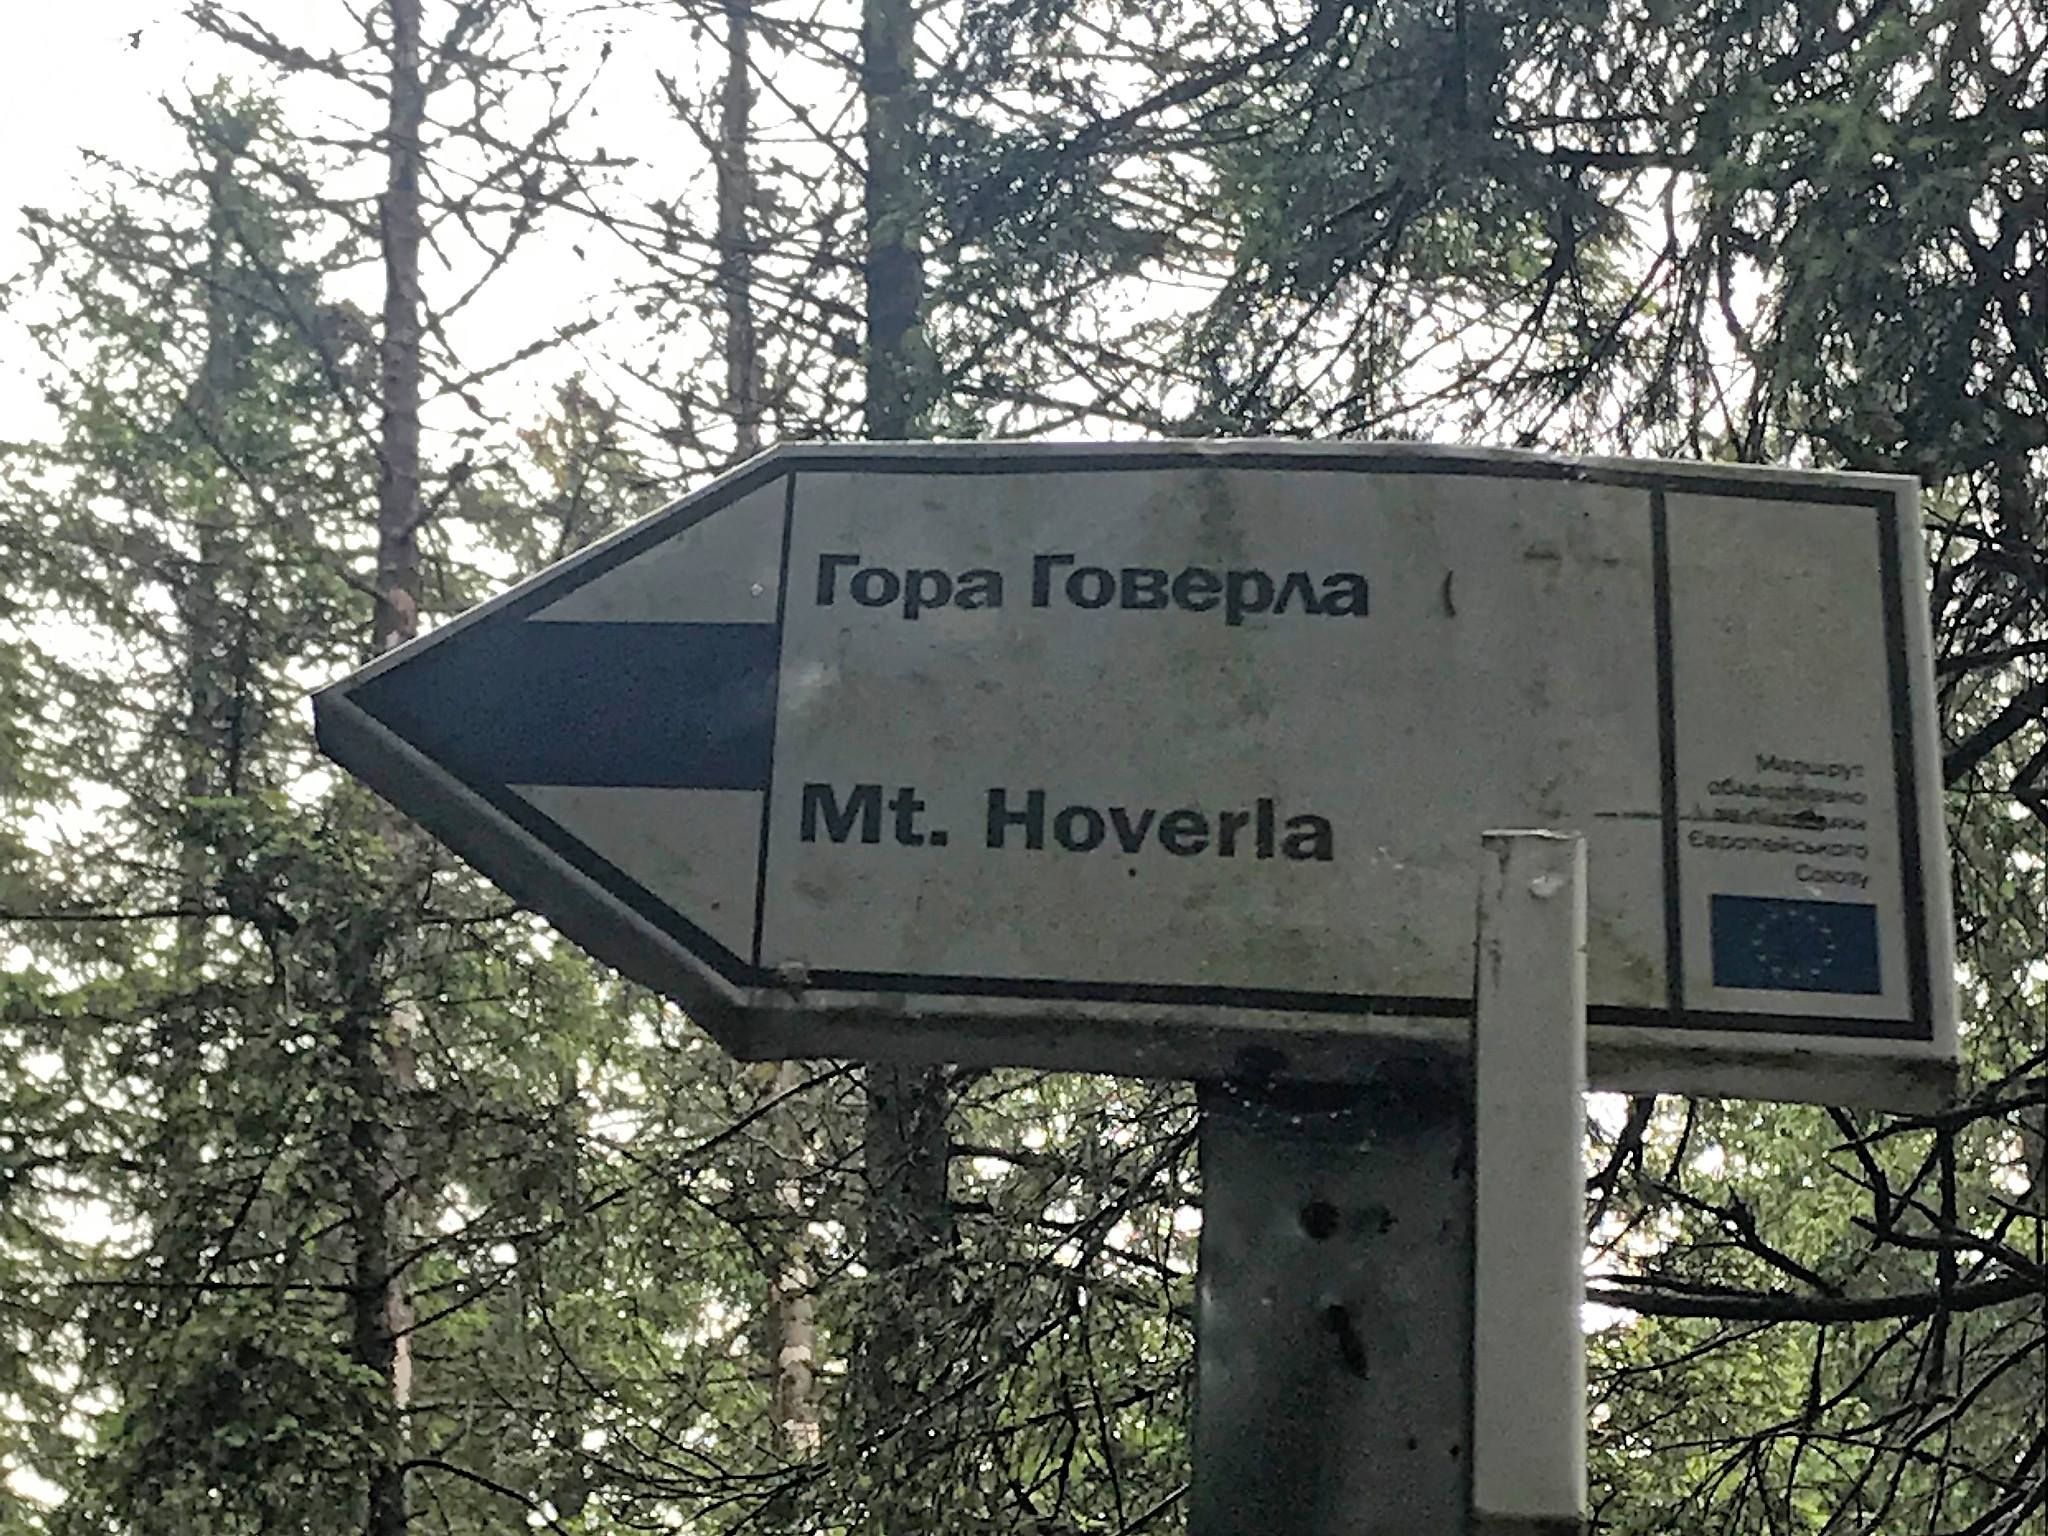 Гора Говерла
Mt. Hoverla
Маршрут
облаштовано
Європейського
Союзу